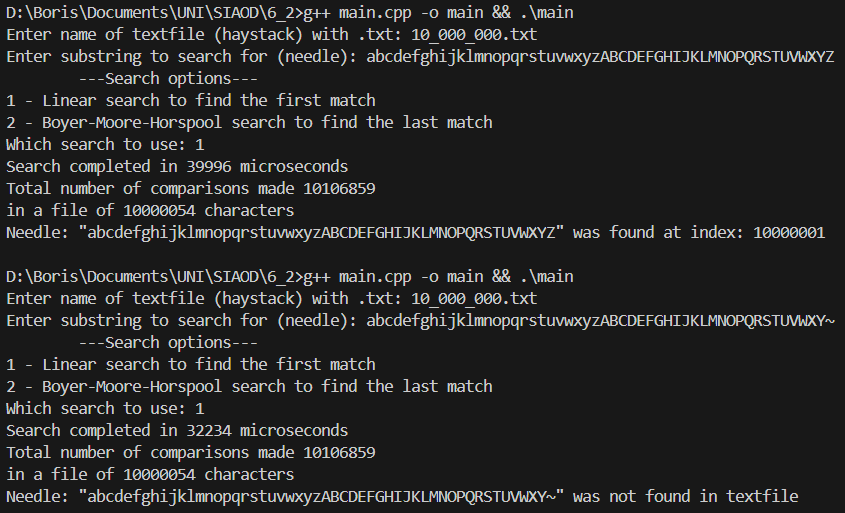 D:\Boris\Documents\UNI\SIAOD\6_2>g++ main.cpp -o main && .\main
Enter name of textfile (haystack) with .txt: 10_000_000.txt
Enter substring to search for (needle): abcdefghijklmnopqrstuvwxyzABCDEFGHIJKLMNOPQRSTUVWXYZ
---Search options---
1 - Linear search to find the first match
2 - Boyer-Moore-Horspool search to find the last match
Which search to use: 1
Search completed in 39996 microseconds
Total number of comparisons made 10106859
in a file of 10000054 characters
Needle: "abcdefghijklmnopqrstuvwxyzABCDEFGHIJKLMNOPQRSTUVWXYZ" was found at index: 10000001
D:\Boris\Documents\UNI\SIAOD\6_2>g++ main.cpp -o main && .\main
Enter name of textfile (haystack) with .txt: 10_000_000.txt
Enter substring to search for (needle): abcdefghijklmnopqrstuvwxyzABCDEFGHIJKLMNOPQRSTUVWXY~
---Search options---
1 - Linear search to find the first match
2 - Boyer-Moore-Horspool search to find the last match
Which search to use: 1
Search completed in 32234 microseconds
Total number of comparisons made 10106859
in a file of 10000054 characters
Needle: "abcdefghijklmnopqrstuvwxyzABCDEFGHIJKLMNOPQRSTUVWXY~" was not found in textfile